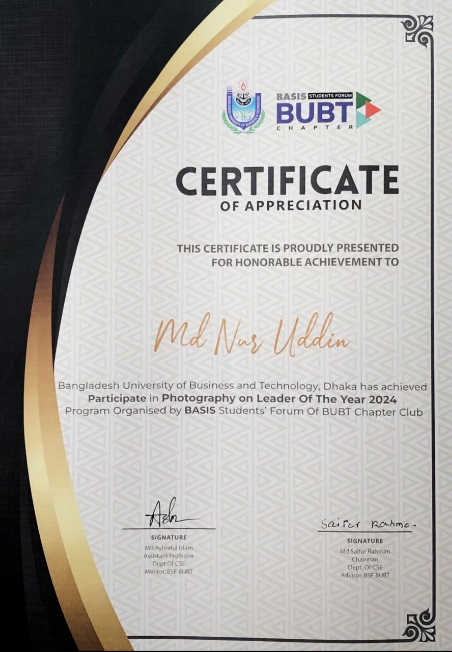 BASIS STUDENTS FORUM
BUBT
CHAPTER
CERTIFICATE
OF APPRECIATION
THIS CERTIFICATE IS PROUDLY PRESENTED
FOR HONORABLE ACHIEVEMENT TO
Md Nur Uddin
Bangladesh University of Business and Technology, Dhaka has achieved
Participate in Photography on Leader Of The Year 2024
Program Organised by BASIS Students' Forum Of BUBT Chapter Club
Saifur Rahman
SIGNATURE
Md Ashraful Islam
Assistant Professor
Dept Of CSE
Mentor, BSF BUBT
SIGNATURE
Md Saifur Rahman
Chairman
Dept. Of CSE
Advisor, BSF BUBT